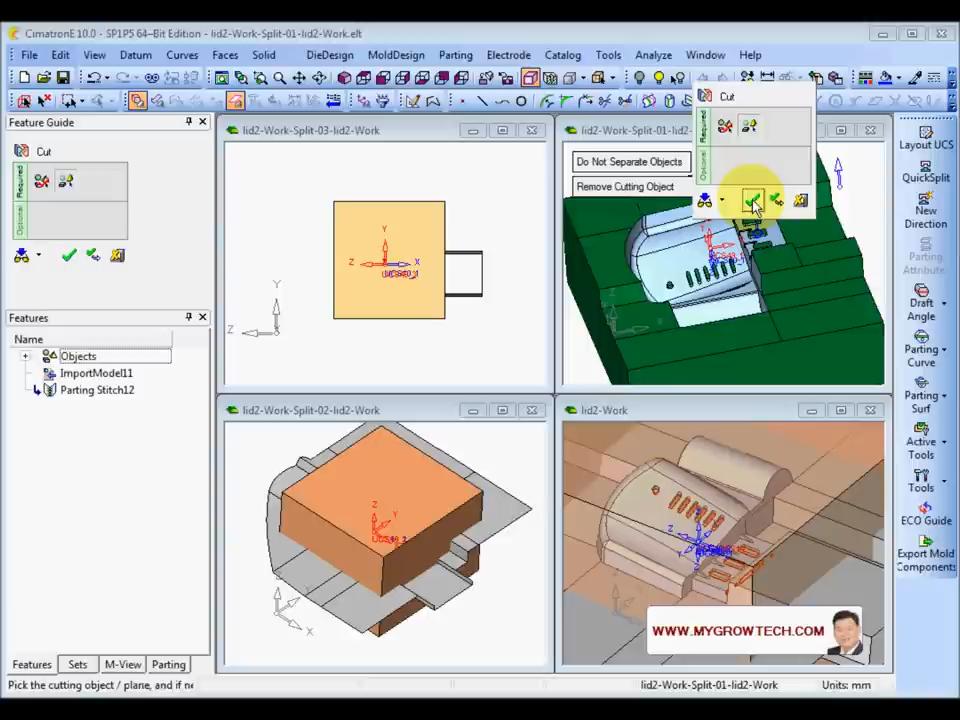 CimatronE 10.0 - SP1P5 64–Bit Edition - lid2-Work-Split-01-lid2-Work.elt
File Edit View Datum Curves Faces Solid DieDesign MoldDesign Parting Electrode Catalog Tools Analyze Window Help
Feature Guide
Cut
Required
Optional
Features
Name
Objects
ImportModel11
Parting Stitch12
Features Sets M-View Parting
lid2-Work-Split-03-lid2-Work
Y
Z X
Y
Z
lid2-Work-Split-01-l
Cut
Required
Optional
Do Not Separate Objects
Remove Cutting Object
lid2-Work-Split-02-lid2-Work
Z
Y
Z
X
lid2-Work
Z
WWW.MYGROWTECH.COM
Layout UCS
QuickSplit
New
Direction
Parting
Attribute
Draft
Angle
Parting
Curve
Parting
Surf
Active
Tools
Tools
ECO Guide
Export Mold
Components
Pick the cutting object / plane, and if ne
lid2-Work-Split-01-lid2-Work
Units: mm